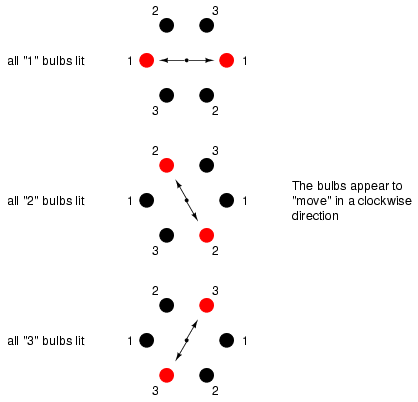 2 3
all "1" bulbs lit 1 1
3 2
2 3
all "2" bulbs lit 1 1
3 2
The bulbs appear to
"move" in a clockwise
direction
2 3
all "3" bulbs lit 1 1
3 2